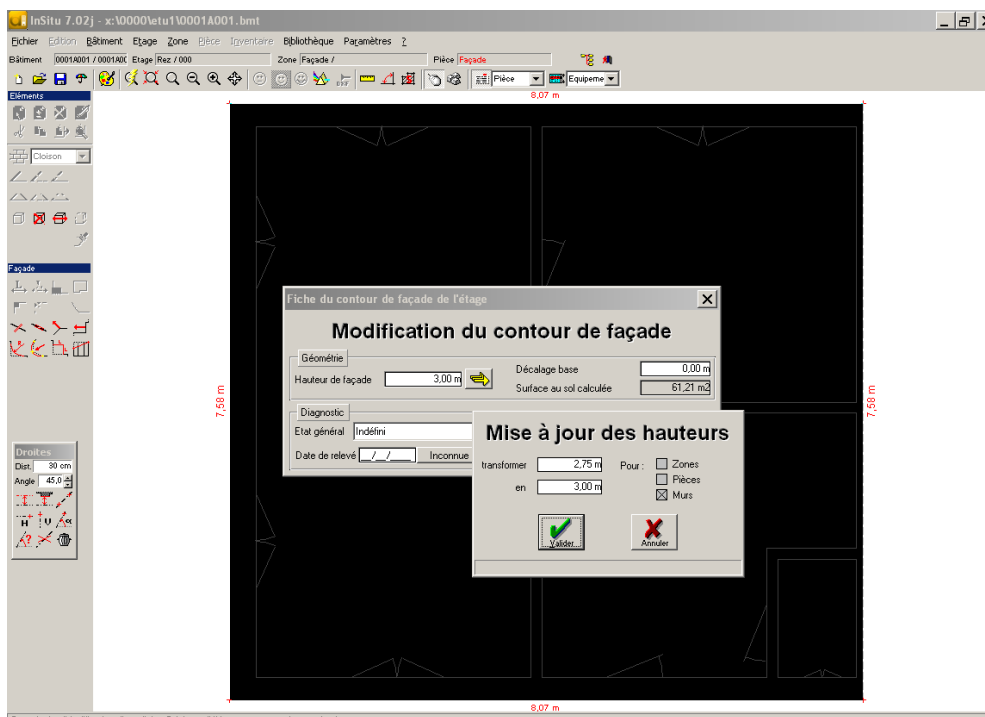 InSitu 7.02j - x:\0000\etu1\0001A001.bmt
Fichier Edition Bâtiment Etage Zone Pièce Inventaire Bibliothèque Paramètres ?
Bâtiment 0001A001 / 0001A0 Etage Rez / 000 Zone Façade / Pièce Façade
DXF Pièce Equipeme
Eléments
8,07 m
Cloison
Façade
7,58 m
7,58 m
Fiche du contour de façade de l'étage
Modification du contour de façade
Géométrie
Hauteur de façade 3,00 m
Décalage base 0,00 m
Surface au sol calculée 61,21 m2
Diagnostic
Etat général Indéfini
Date de relevé _/_/_ Inconnue
Mise à jour des hauteurs
transformer 2,75 m Pour : Zones
Pièces
en 3,00 m Murs
Valider Annuler
Droites
Dist. 30 cm
Angle 45,0
H U α
?
8,07 m